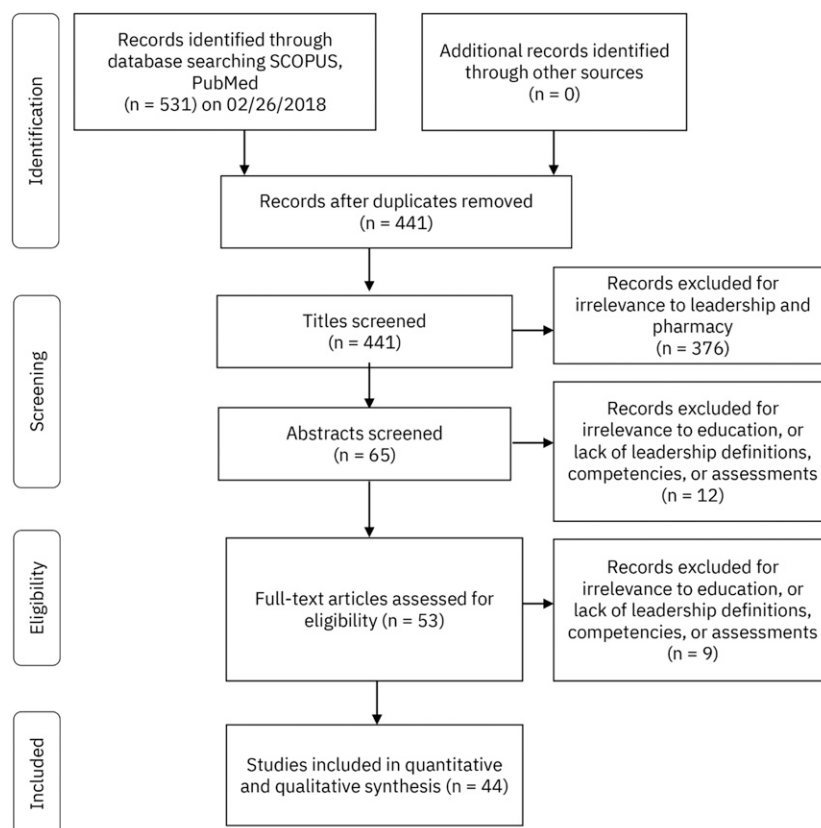 Identification
Records identified through
database searching SCOPUS,
PubMed
(n = 531) on 02/26/2018
Additional records identified
through other sources
(n = 0)
Records after duplicates removed
(n = 441)
Screening
Titles screened
(n = 441)
Records excluded for
irrelevance to leadership and
pharmacy
(n = 376)
Abstracts screened
(n = 65)
Records excluded for
irrelevance to education, or
lack of leadership definitions,
competencies, or assessments
(n = 12)
Eligibility
Full-text articles assessed for
eligibility (n = 53)
Records excluded for
irrelevance to education, or
lack of leadership definitions,
competencies, or assessments
(n = 9)
Included
Studies included in quantitative
and qualitative synthesis (n = 44)